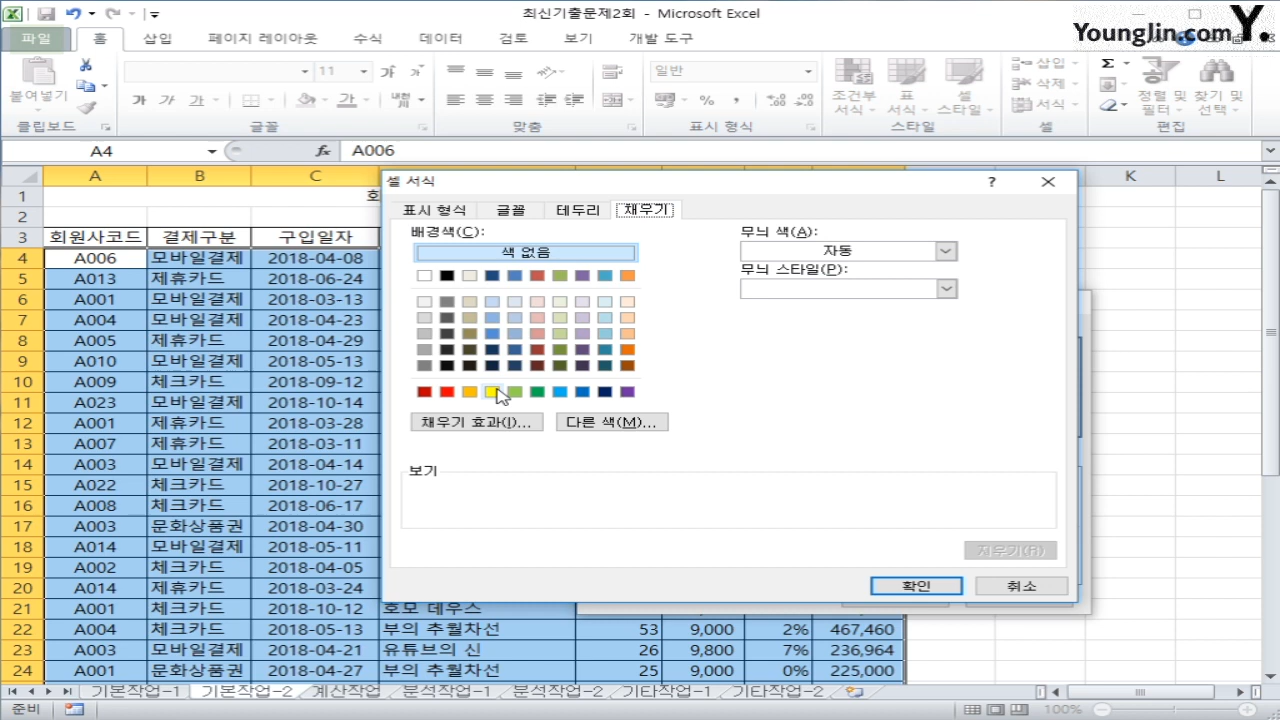 최신기출문제2회 - Microsoft Excel
YoungJin.com Y.
파일 홈 삽입 페이지 레이아웃 수식 데이터 검토 보기 개발 도구
붙여넣기
클립보드
11
가 가 가
글꼴
맞춤
일반
% ,
표시 형식
조건부 서식
표 서식
셀 스타일
스타일
삽입
삭제
서식
셀
Σ
정렬 및 필터
찾기 및 선택
편집
A4 fx A006
A B C K L
1
2
3 회원사코드 결제구분 구입일자
4 A006 모바일결제 2018-04-08
5 A013 제휴카드 2018-06-24
6 A001 모바일결제 2018-03-13
7 A004 모바일결제 2018-04-23
8 A005 제휴카드 2018-04-29
9 A010 모바일결제 2018-05-13
10 A009 체크카드 2018-09-12
11 A023 모바일결제 2018-10-14
12 A001 제휴카드 2018-03-28
13 A007 제휴카드 2018-03-11
14 A003 모바일결제 2018-04-14
15 A022 체크카드 2018-10-27
16 A008 체크카드 2018-06-17
17 A003 문화상품권 2018-04-30
18 A014 모바일결제 2018-05-11
19 A002 체크카드 2018-04-05
20 A014 제휴카드 2018-03-24
21 A001 체크카드 2018-10-12 호모 데우스
22 A004 체크카드 2018-05-13 부의 추월차선 53 9,000 2% 467,460
23 A003 모바일결제 2018-04-21 유튜브의 신 26 9,800 7% 236,964
24 A001 문화상품권 2018-04-27 부의 추월차선 25 9,000 0% 225,000
셀 서식 ?
표시 형식 글꼴 테두리 채우기
배경색(C):
색 없음
무늬 색(A):
자동
무늬 스타일(P):
채우기 효과(I)... 다른 색(M)...
보기
지우기(R)
확인 취소
기본작업-1 기본작업-2 계산작업 분석작업-1 분석작업-2 기타작업-1 기타작업-2
준비 100%